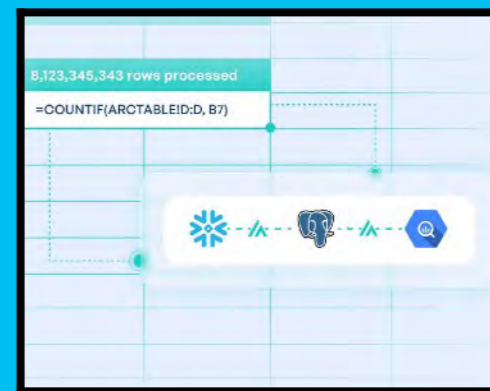 8,123,345,343 rows processed
=COUNTIF(ARCTABLE!D:D, B7)